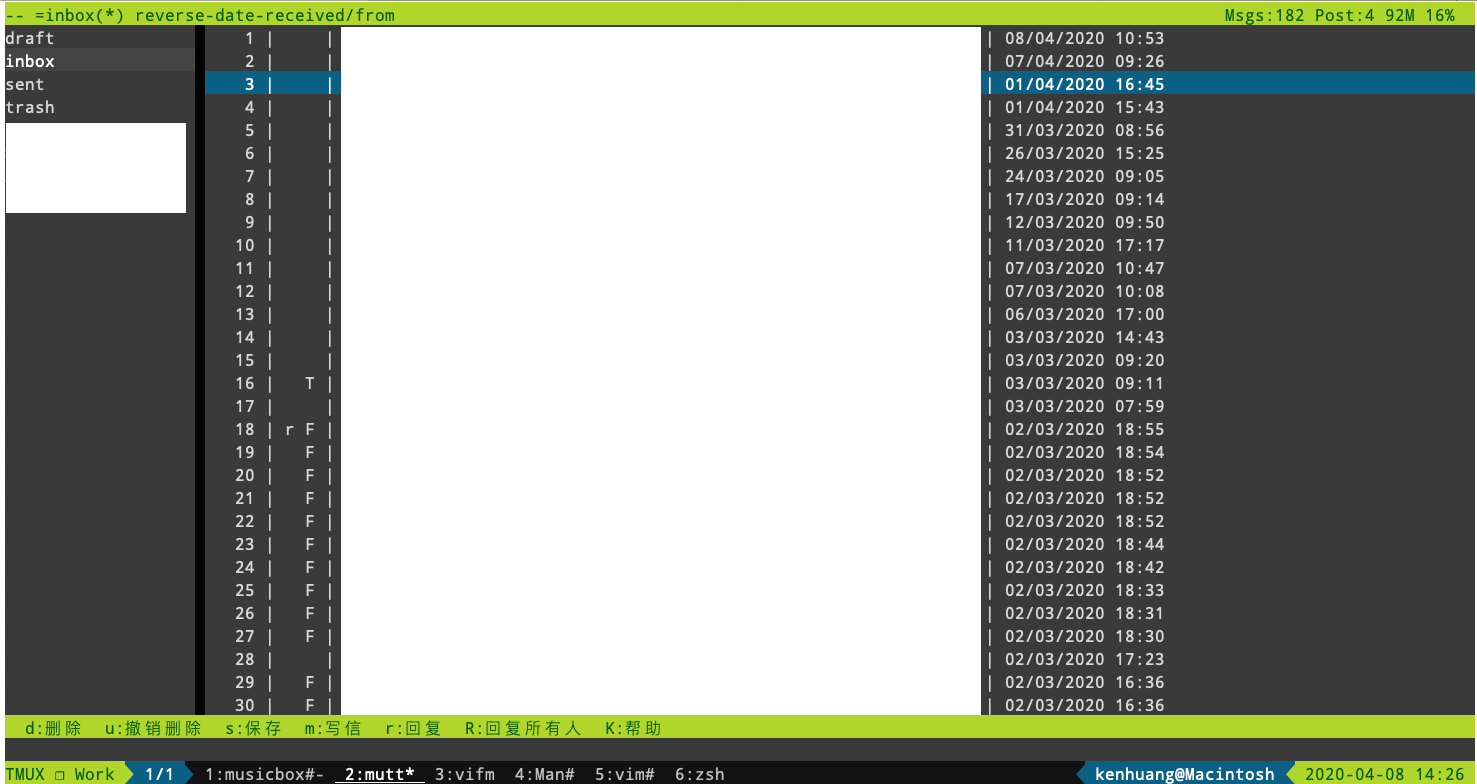 -- =inbox(*) reverse-date-received/from Msgs:182 Post:4 92M 16%
draft 1 | | | 08/04/2020 10:53
inbox 2 | | | 07/04/2020 09:26
sent 3 | | | 01/04/2020 16:45
trash 4 | | | 01/04/2020 15:43
5 | | | 31/03/2020 08:56
6 | | | 26/03/2020 15:25
7 | | | 24/03/2020 09:05
8 | | | 17/03/2020 09:14
9 | | | 12/03/2020 09:50
10 | | | 11/03/2020 17:17
11 | | | 07/03/2020 10:47
12 | | | 07/03/2020 10:08
13 | | | 06/03/2020 17:00
14 | | | 03/03/2020 14:43
15 | | | 03/03/2020 09:20
16 | T | | 03/03/2020 09:11
17 | | | 03/03/2020 07:59
18 | r F | | 02/03/2020 18:55
19 | F | | 02/03/2020 18:54
20 | F | | 02/03/2020 18:52
21 | F | | 02/03/2020 18:52
22 | F | | 02/03/2020 18:52
23 | F | | 02/03/2020 18:44
24 | F | | 02/03/2020 18:42
25 | F | | 02/03/2020 18:33
26 | F | | 02/03/2020 18:31
27 | F | | 02/03/2020 18:30
28 | | | 02/03/2020 17:23
29 | F | | 02/03/2020 16:36
30 | F | | 02/03/2020 16:36
d:删除 u:撤销删除 s:保存 m:写信 r:回复 R:回复所有人 K:帮助
TMUX ❐ Work 1/1 1:musicbox#- 2:mutt* 3:vifm 4:Man# 5:vim# 6:zsh kenhuang@Macintosh 2020-04-08 14:26